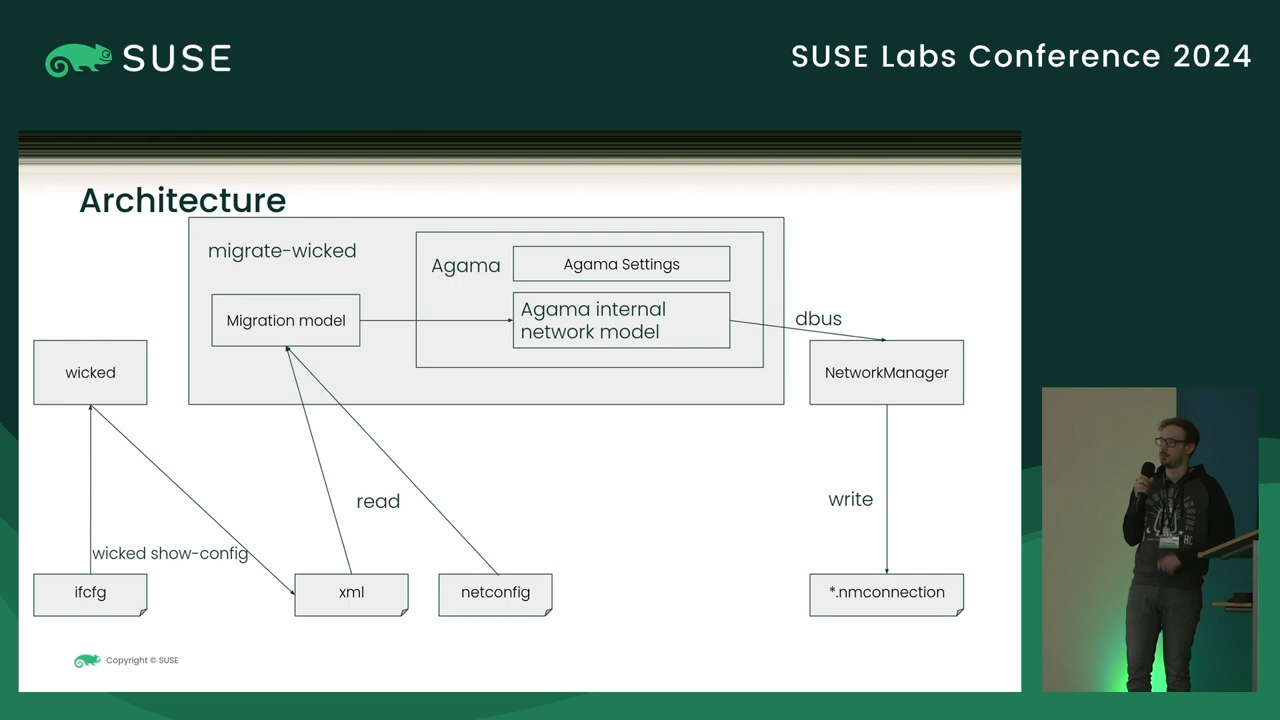 SUSE
SUSE Labs Conference 2024
Architecture
migrate-wicked
Agama
Agama Settings
Migration model
Agama internal
network model
dbus
wicked
NetworkManager
read
write
wicked show-config
ifcfg
xml
netconfig
*.nmconnection
Copyright © SUSE
HC